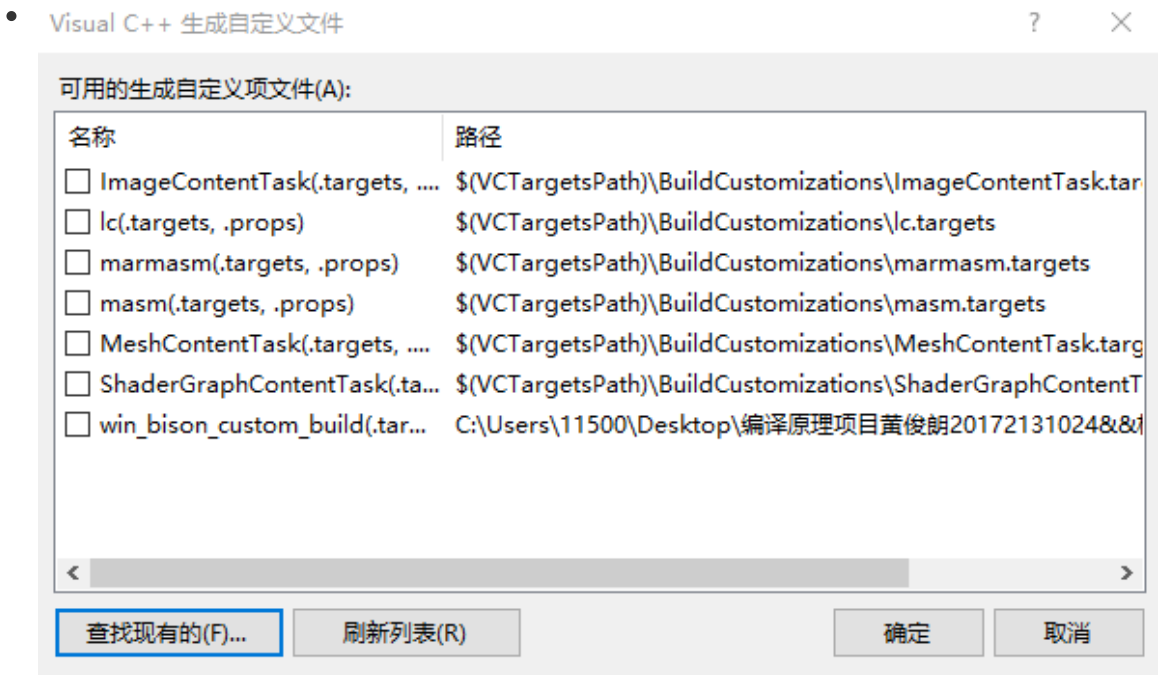 Visual C++ 生成自定义文件
可用的生成自定义项文件(A):
名称 路径
ImageContentTask(.targets, .... $(VCTargetsPath)\BuildCustomizations\ImageContentTask.tar
lc(.targets, .props) $(VCTargetsPath)\BuildCustomizations\lc.targets
marmasm(.targets, .props) $(VCTargetsPath)\BuildCustomizations\marmasm.targets
masm(.targets, .props) $(VCTargetsPath)\BuildCustomizations\masm.targets
MeshContentTask(.targets, .... $(VCTargetsPath)\BuildCustomizations\MeshContentTask.targ
ShaderGraphContentTask(.ta... $(VCTargetsPath)\BuildCustomizations\ShaderGraphContentT
win_bison_custom_build(.tar... C:\Users\11500\Desktop\编译原理项目黄俊朗20172131024&&
查找现有的(F)... 刷新列表(R) 确定 取消